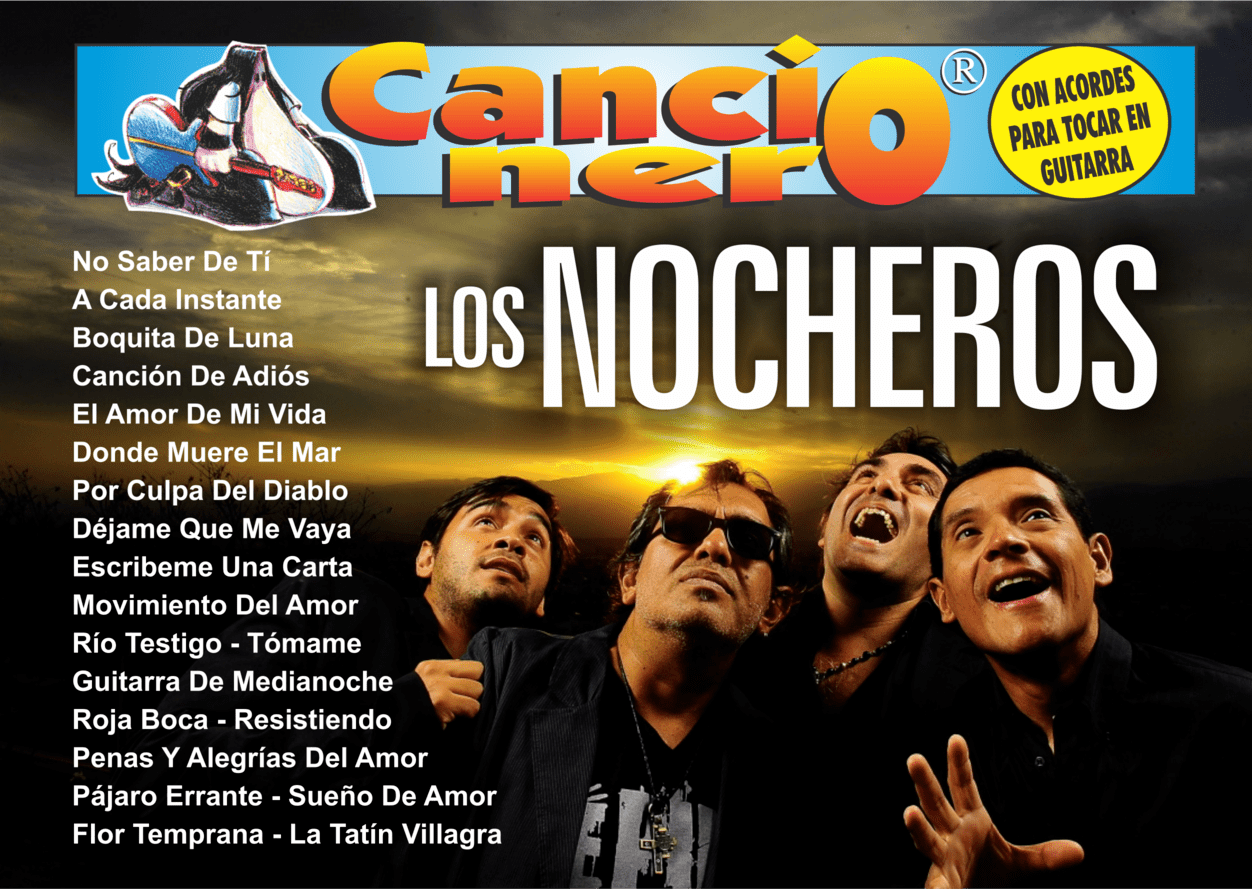 Cancio
nero
®
CON ACORDES
PARA TOCAR EN
GUITARRA
LOS NOCHEROS
No Saber De Tí
A Cada Instante
Boquita De Luna
Canción De Adiós
El Amor De Mi Vida
Donde Muere El Mar
Por Culpa Del Diablo
Déjame Que Me Vaya
Escribeme Una Carta
Movimiento Del Amor
Río Testigo - Tómame
Guitarra De Medianoche
Roja Boca - Resistiendo
Penas Y Alegrías Del Amor
Pájaro Errante - Sueño De Amor
Flor Temprana - La Tatín Villagra